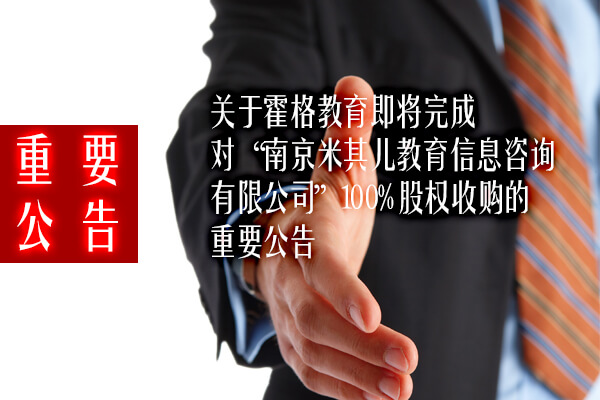 重要
公告
关于霍格教育即将完成
对“南京米其儿教育信息咨询
有限公司”100%股权收购的
重要公告